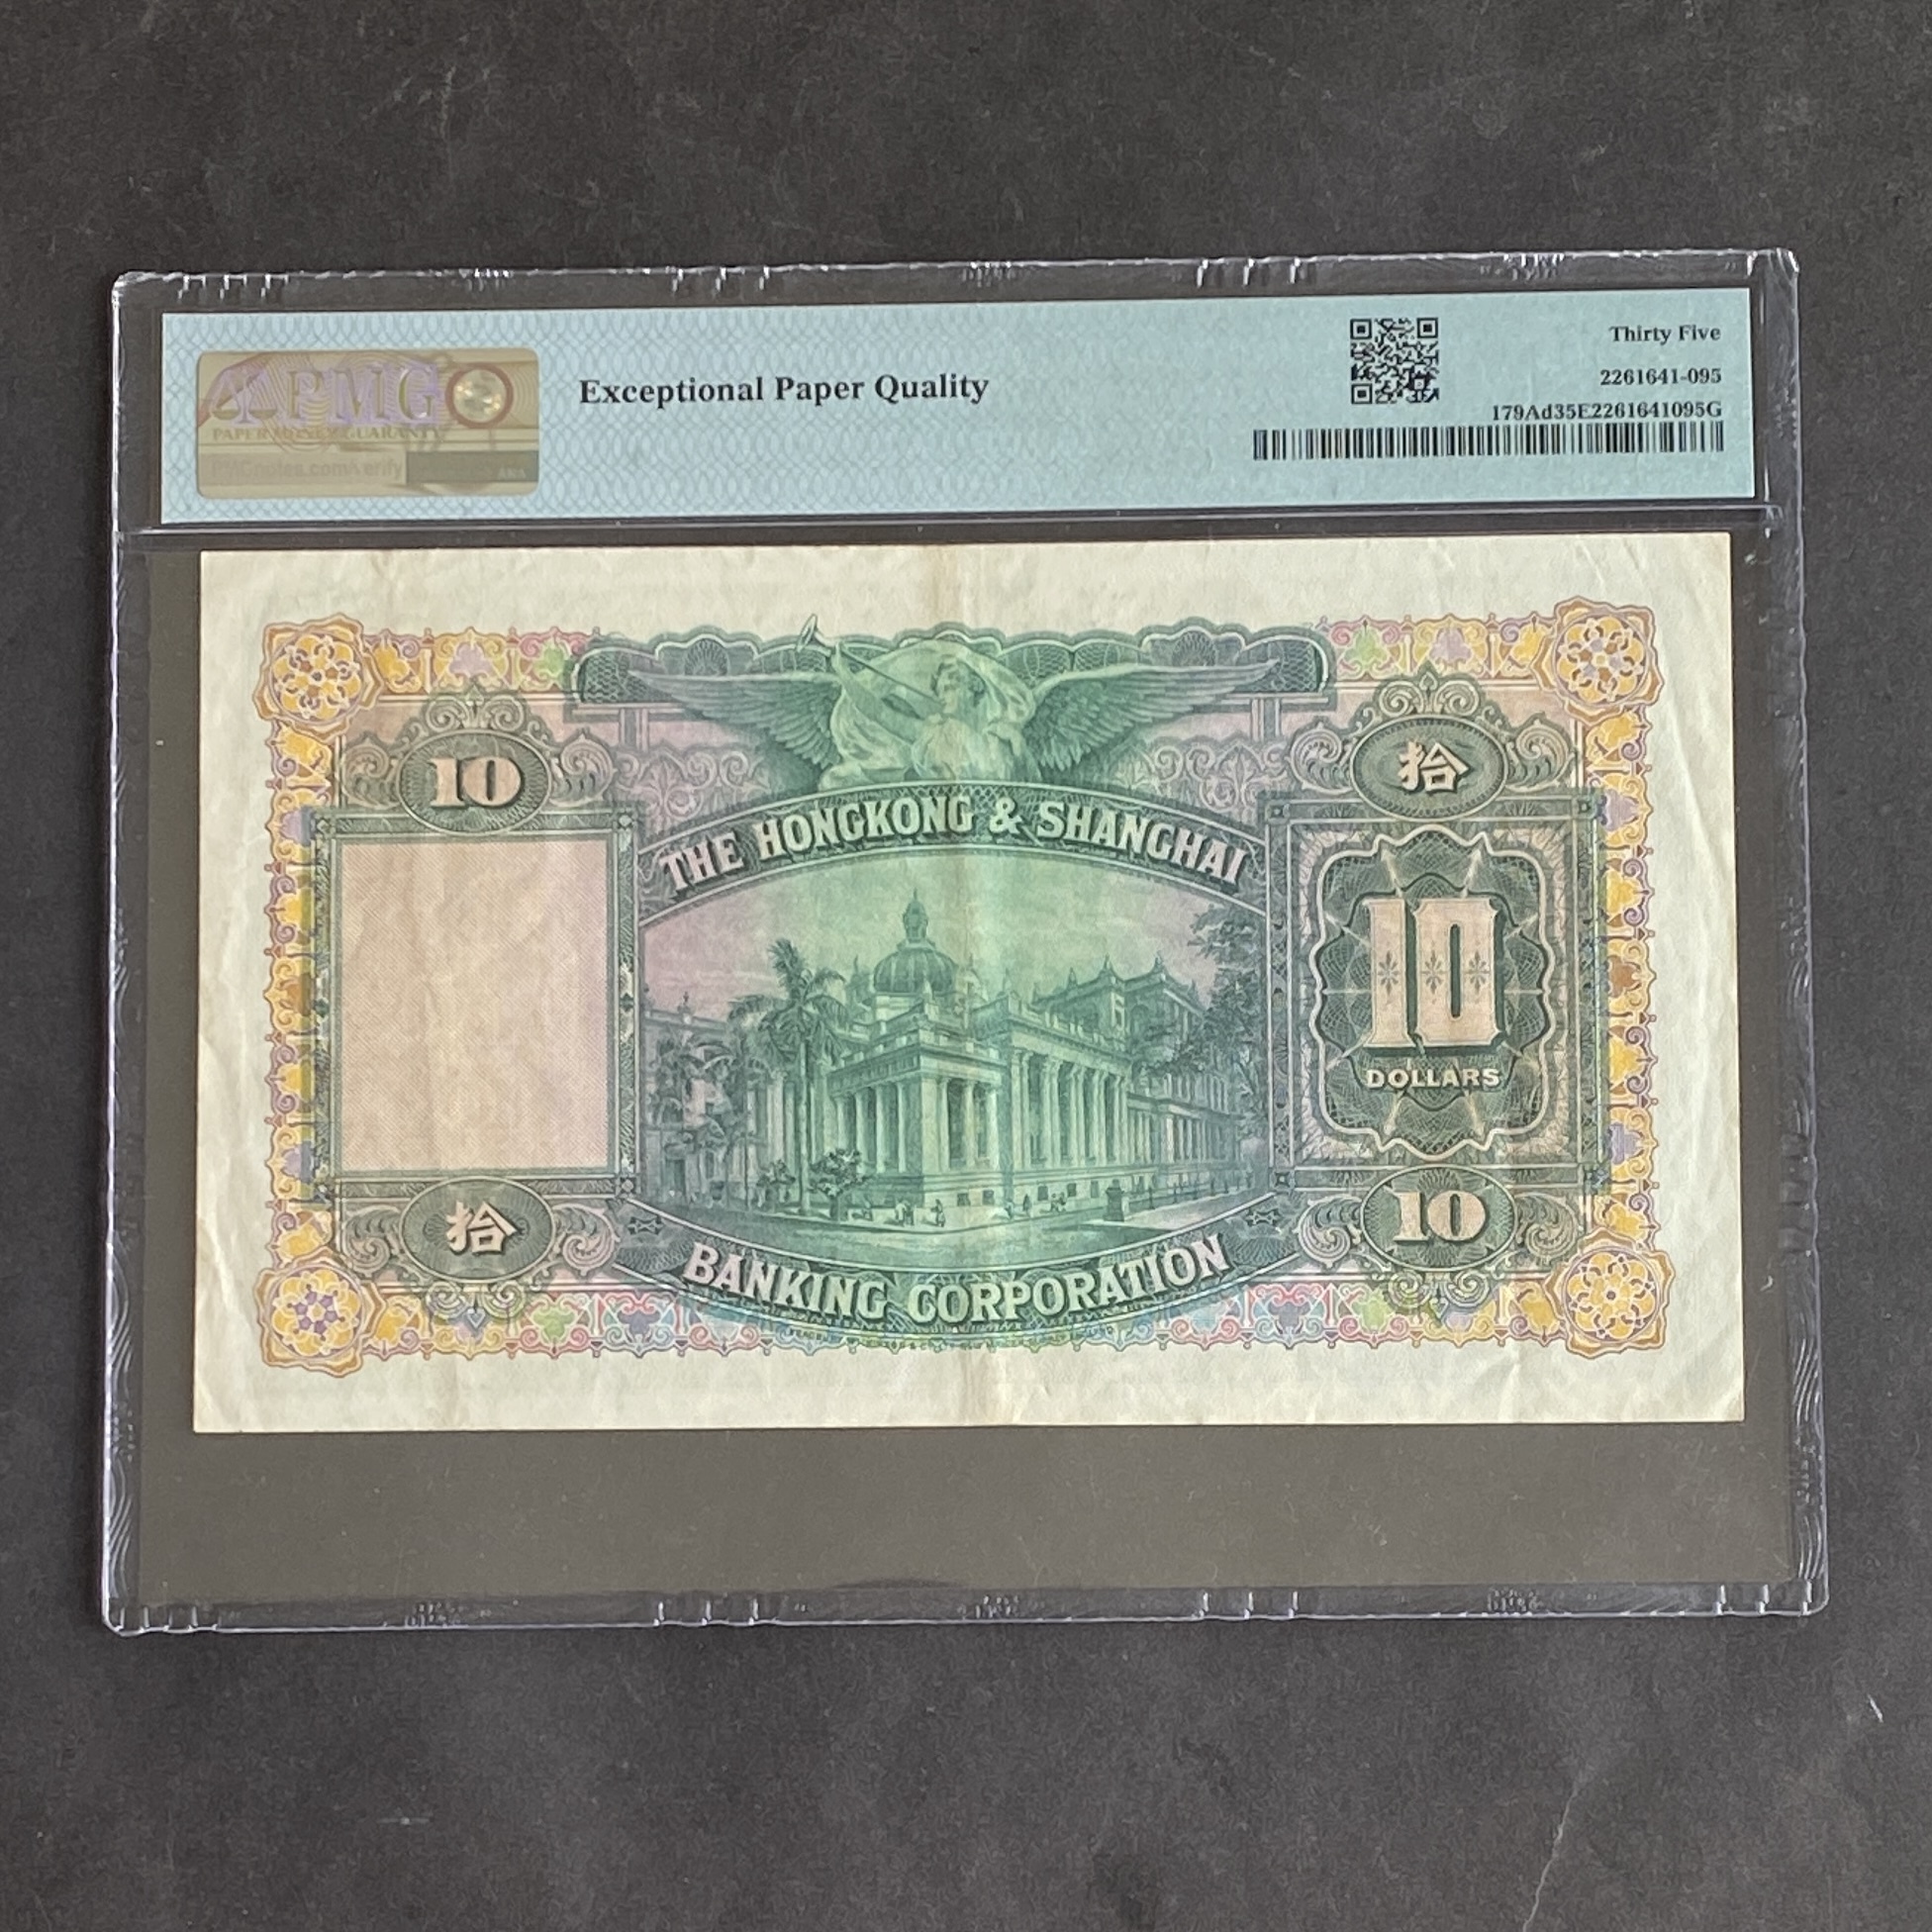 PMG
PAPER MONEY GUARANTY
PMGnotes.com/verify
Exceptional Paper Quality
Thirty Five
2261641-095
179Ad35E2261641095G
10
拾
THE HONGKONG & SHANGHAI
10
DOLLARS
拾
10
BANKING CORPORATION